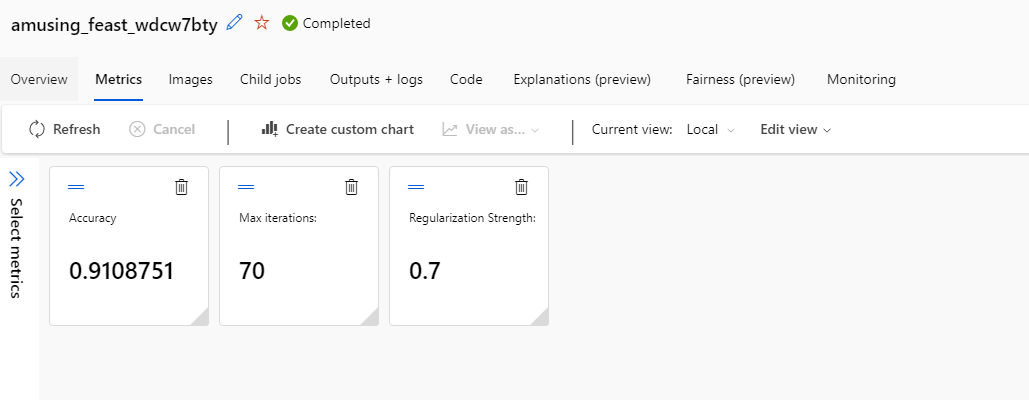 amusing_feast_wdcw7bty Completed
Overview Metrics Images Child jobs Outputs + logs Code Explanations (preview) Fairness (preview) Monitoring
Refresh Cancel Create custom chart View as... Current view: Local Edit view
Select metrics
Accuracy Max iterations: Regularization Strength:
0.9108751 70 0.7